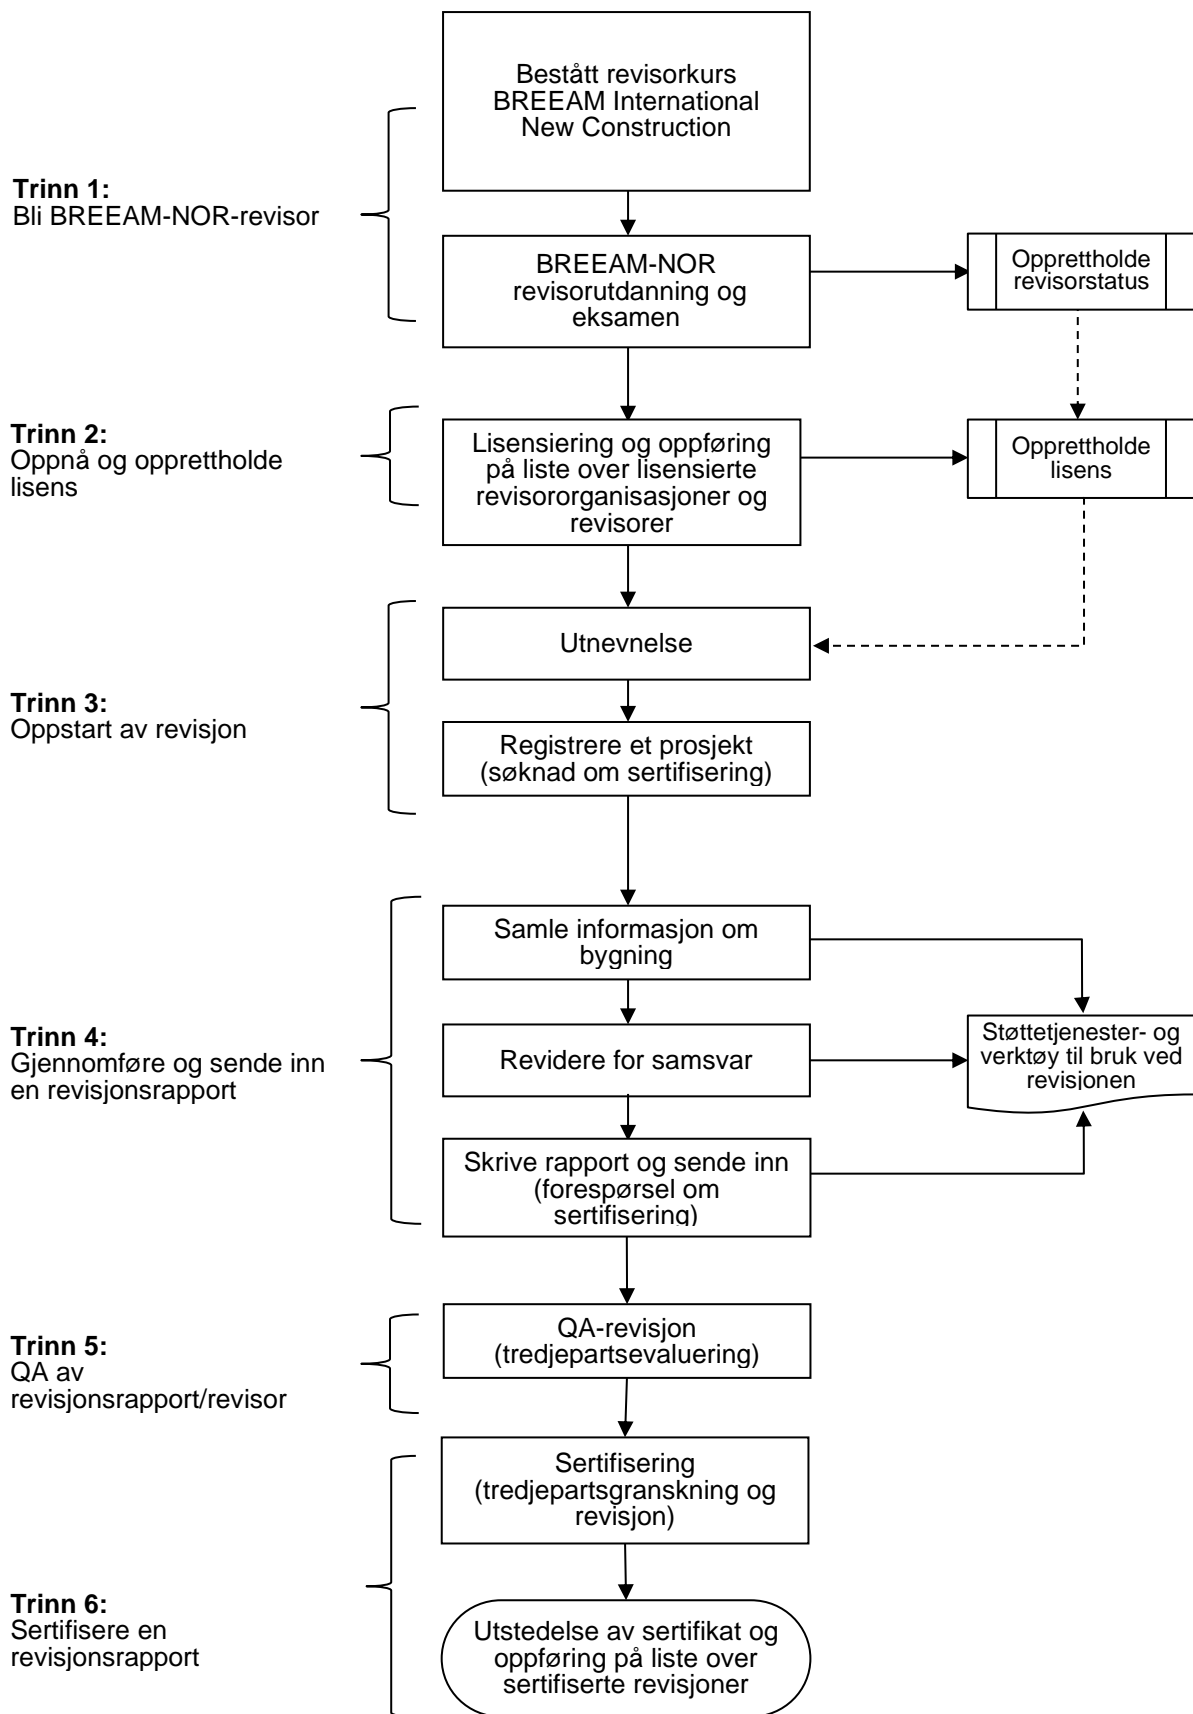 Bestått revisorkurs
BREEAM International
New Construction
Trinn 1:
Bli BREEAM-NOR-revisor
BREEAM-NOR
revisorutdanning og
eksamen
Opprettholde
revisorstatus
Trinn 2:
Oppnå og opprettholde
lisens
Lisensiering og oppføring
på liste over lisensierte
revisororganisasjoner og
revisorer
Opprettholde
lisens
Trinn 3:
Oppstart av revisjon
Utnevnelse
Registrere et prosjekt
(søknad om sertifisering)
Trinn 4:
Gjennomføre og sende inn
en revisjonsrapport
Samle informasjon om
bygning
Revidere for samsvar
Skrive rapport og sende inn
(forespørsel om
sertifisering)
Støttetjenester- og
verktøy til bruk ved
revisjonen
Trinn 5:
QA av
revisjonsrapport/revisor
QA-revisjon
(tredjepartsevaluering)
Trinn 6:
Sertifisere en
revisjonsrapport
Sertifisering
(tredjepartsgranskning og
revisjon)
Utstedelse av sertifikat og
oppføring på liste over
sertifiserte revisjoner